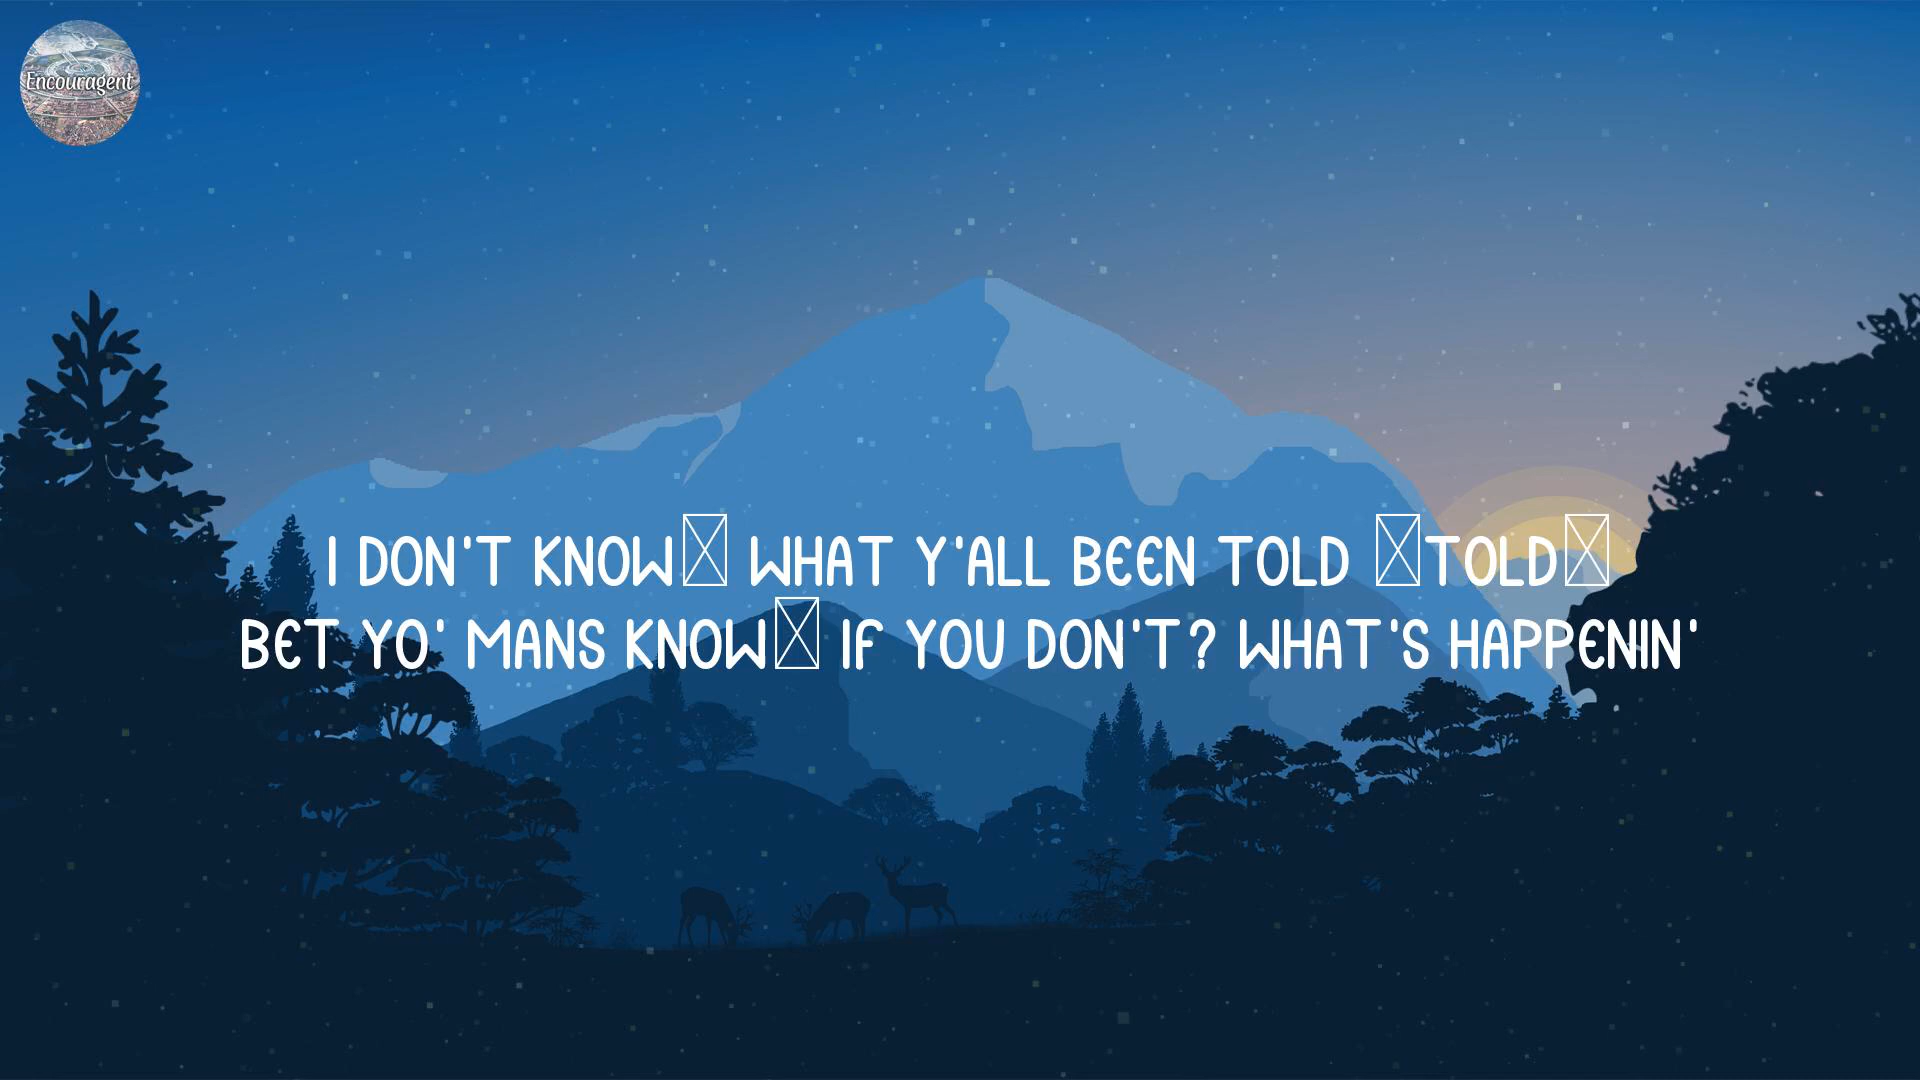 Encouragent
I DON'T KNOW☒ WHAT Y'ALL BEEN TOLD ☒TOLD☒
BET YO' MANS KNOW☒ IF YOU DON'T? WHAT'S HAPPENIN'